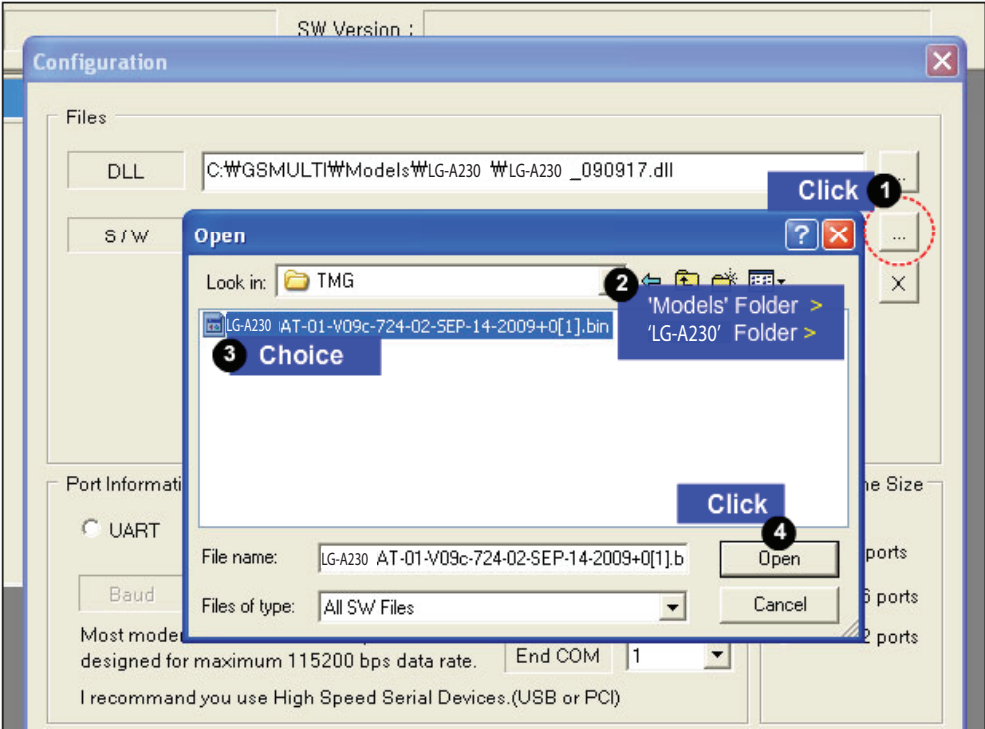 SW Version :
Configuration
Files
DLL
C:₩GSMULTI₩Models₩LG-A230 ₩LG-A230 _090917.dll
...
Click 1
S/W
...
Open
?
Look in: TMG
X
2 'Models' Folder >
‘LG-A230’ Folder >
LG-A230 AT-01-V09c-724-02-SEP-14-2009+0[1].bin
3 Choice
Port Informati
ne Size
Click
UART
4
File name: LG-A230 AT-01-V09c-724-02-SEP-14-2009+0[1].b
Open
ports
Baud
Files of type: All SW Files
Cancel
6 ports
Most moder
2 ports
designed for maximum 115200 bps data rate.
End COM 1
I recommand you use High Speed Serial Devices.(USB or PCI)